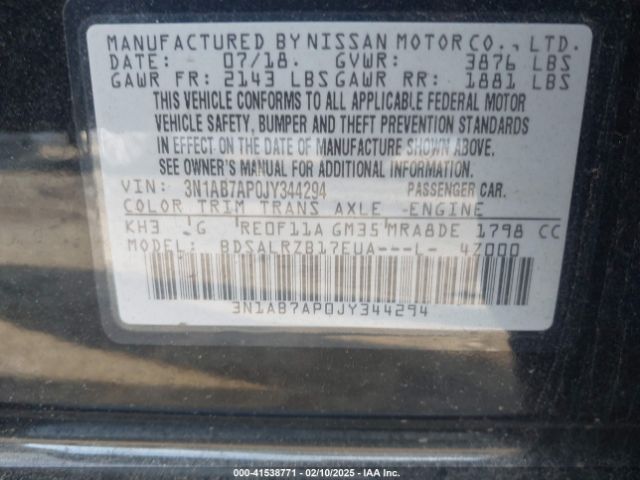 MANUFACTURED BY NISSAN MOTOR CO., LTD.
DATE: 07/18. GVWR: 3876 LBS
GAWR FR: 2143 LBS GAWR RR: 1881 LBS
THIS VEHICLE CONFORMS TO ALL APPLICABLE FEDERAL MOTOR
VEHICLE SAFETY, BUMPER AND THEFT PREVENTION STANDARDS
IN EFFECT ON THE DATE OF MANUFACTURE SHOWN ABOVE.
SEE OWNER'S MANUAL FOR ADDITIONAL INFORMATION.
VIN: 3N1AB7AP0JY344294 PASSENGER CAR.
COLOR TRIM TRANS AXLE ENGINE
KH3 G RE0F11A GM35 MRA8DE 1798 CC
MODEL: BDSALRZB17EUA---L- 4Z000
3N1AB7AP0JY344294
000-41538771 — 02/10/2025 — IAA Inc.